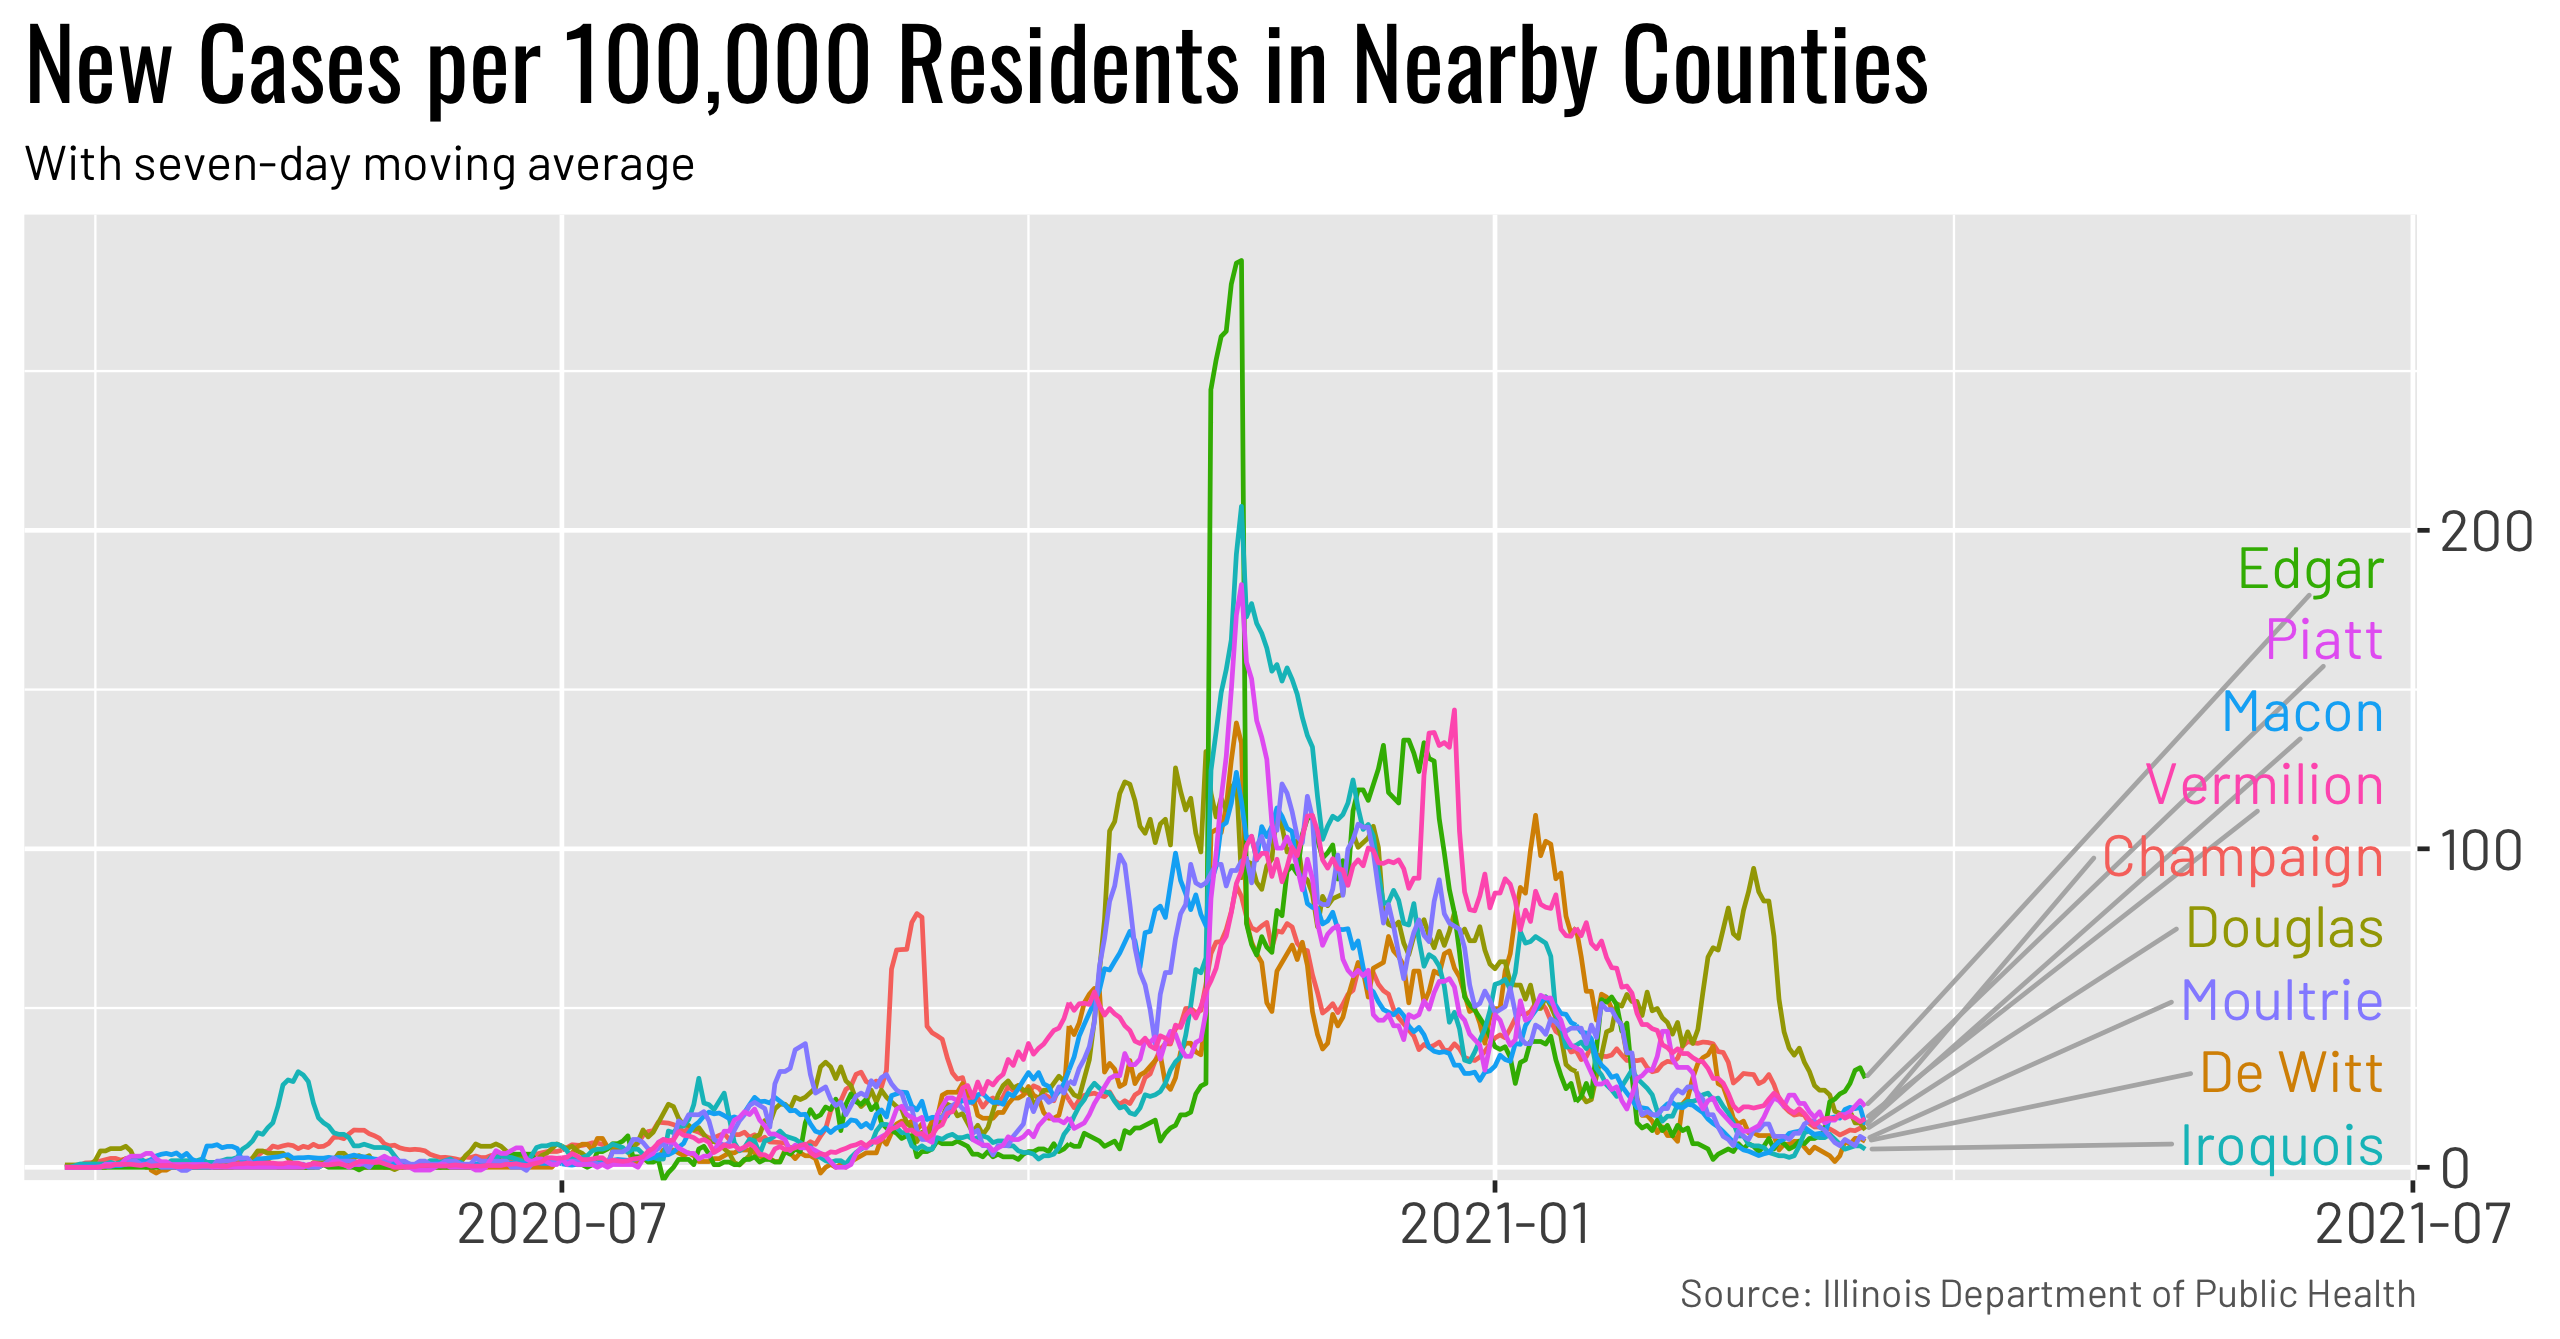 New Cases per 100,000 Residents in Nearby Counties
With seven-day moving average
200
Edgar
Piatt
Macon
Vermilion
Champaign
100
Douglas
Moultrie
De Witt
Iroquois
0
2020-07
2021-01
2021-07
Source: Illinois Department of Public Health